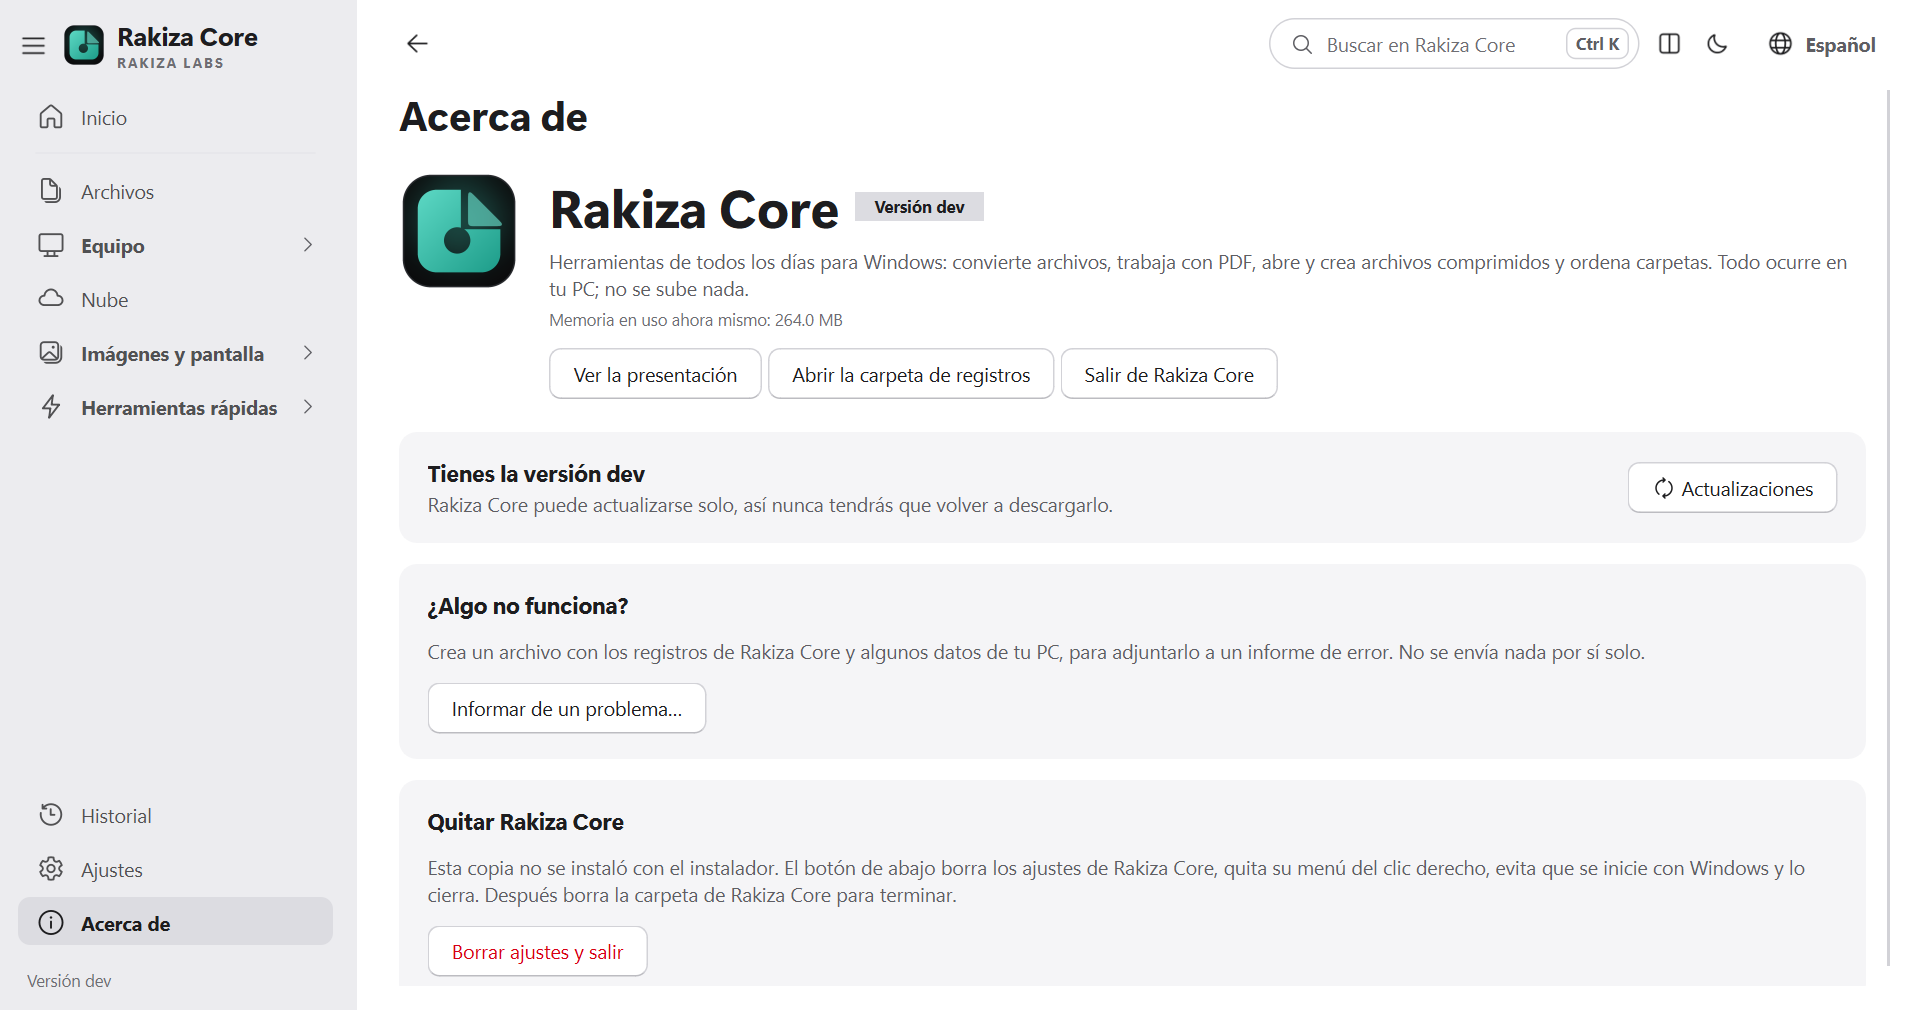 Rakiza Core
RAKIZA LABS
Inicio
Archivos
Equipo
Nube
Imágenes y pantalla
Herramientas rápidas
Historial
Ajustes
Acerca de
Versión dev
Buscar en Rakiza Core
Ctrl K
Español
Acerca de
Rakiza Core
Versión dev
Herramientas de todos los días para Windows: convierte archivos, trabaja con PDF, abre y crea archivos comprimidos y ordena carpetas. Todo ocurre en
tu PC; no se sube nada.
Memoria en uso ahora mismo: 264.0 MB
Ver la presentación
Abrir la carpeta de registros
Salir de Rakiza Core
Tienes la versión dev
Rakiza Core puede actualizarse solo, así nunca tendrás que volver a descargarlo.
Actualizaciones
¿Algo no funciona?
Crea un archivo con los registros de Rakiza Core y algunos datos de tu PC, para adjuntarlo a un informe de error. No se envía nada por sí solo.
Informar de un problema...
Quitar Rakiza Core
Esta copia no se instaló con el instalador. El botón de abajo borra los ajustes de Rakiza Core, quita su menú del clic derecho, evita que se inicie con Windows y lo
cierra. Después borra la carpeta de Rakiza Core para terminar.
Borrar ajustes y salir